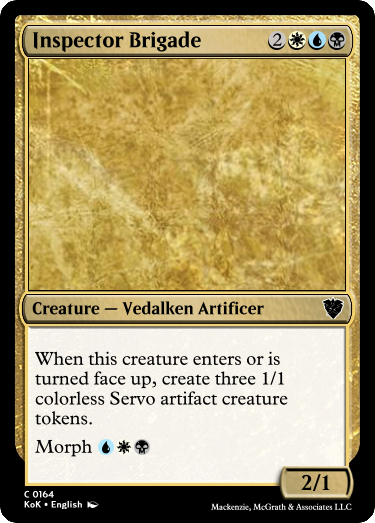 Inspector Brigade 2
Creature — Vedalken Artificer
When this creature enters or is
turned face up, create three 1/1
colorless Servo artifact creature
tokens.
Morph
2/1
C 0164
KoK • English
Mackenzie, McGrath & Associates LLC